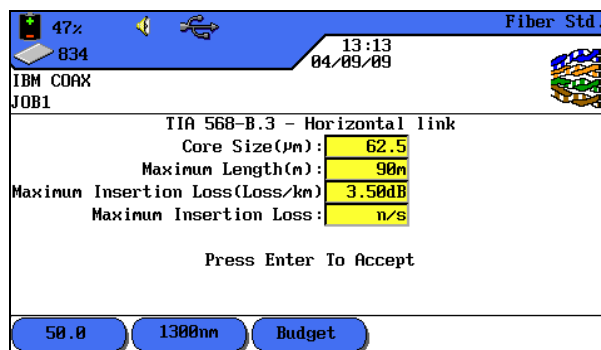 47% Fiber Std.
834 13:13
04/09/09
IBM COAX
JOB1
TIA 568-B.3 - Horizontal link
Core Size(µm): 62.5
Maximum Length(m): 90m
Maximum Insertion Loss(Loss/km) 3.50dB
Maximum Insertion Loss: n/s
Press Enter To Accept
50.0 1300nm Budget